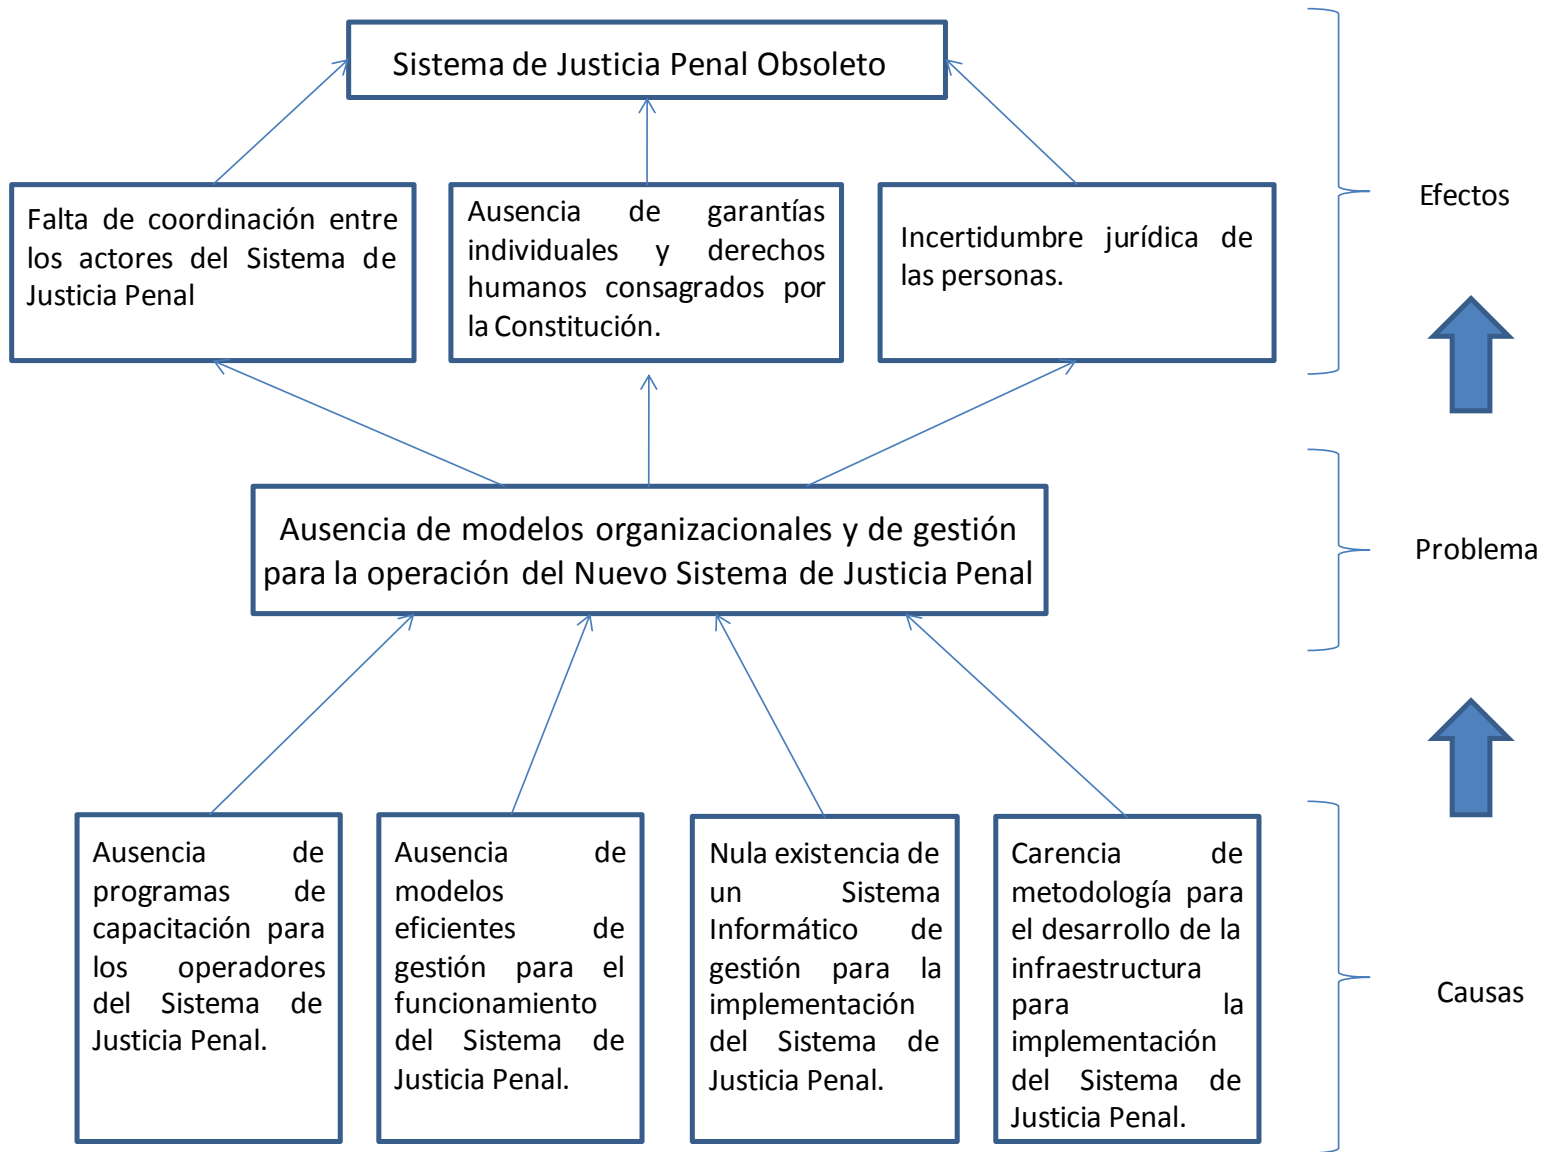 Sistema de Justicia Penal Obsoleto
Falta de coordinación entre
los actores del Sistema de
Justicia Penal
Ausencia de garantías
individuales y derechos
humanos consagrados por
la Constitución.
Incertidumbre jurídica de
las personas.
Efectos
Ausencia de modelos organizacionales y de gestión
para la operación del Nuevo Sistema de Justicia Penal
Problema
Ausencia de
programas de
capacitación para
los operadores
del Sistema de
Justicia Penal.
Ausencia de
modelos
eficientes de
gestión para el
funcionamiento
del Sistema de
Justicia Penal.
Nula existencia de
un Sistema
Informático de
gestión para la
implementación
del Sistema de
Justicia Penal.
Carencia de
metodología para
el desarrollo de la
infraestructura
para la
implementación
del Sistema de
Justicia Penal.
Causas